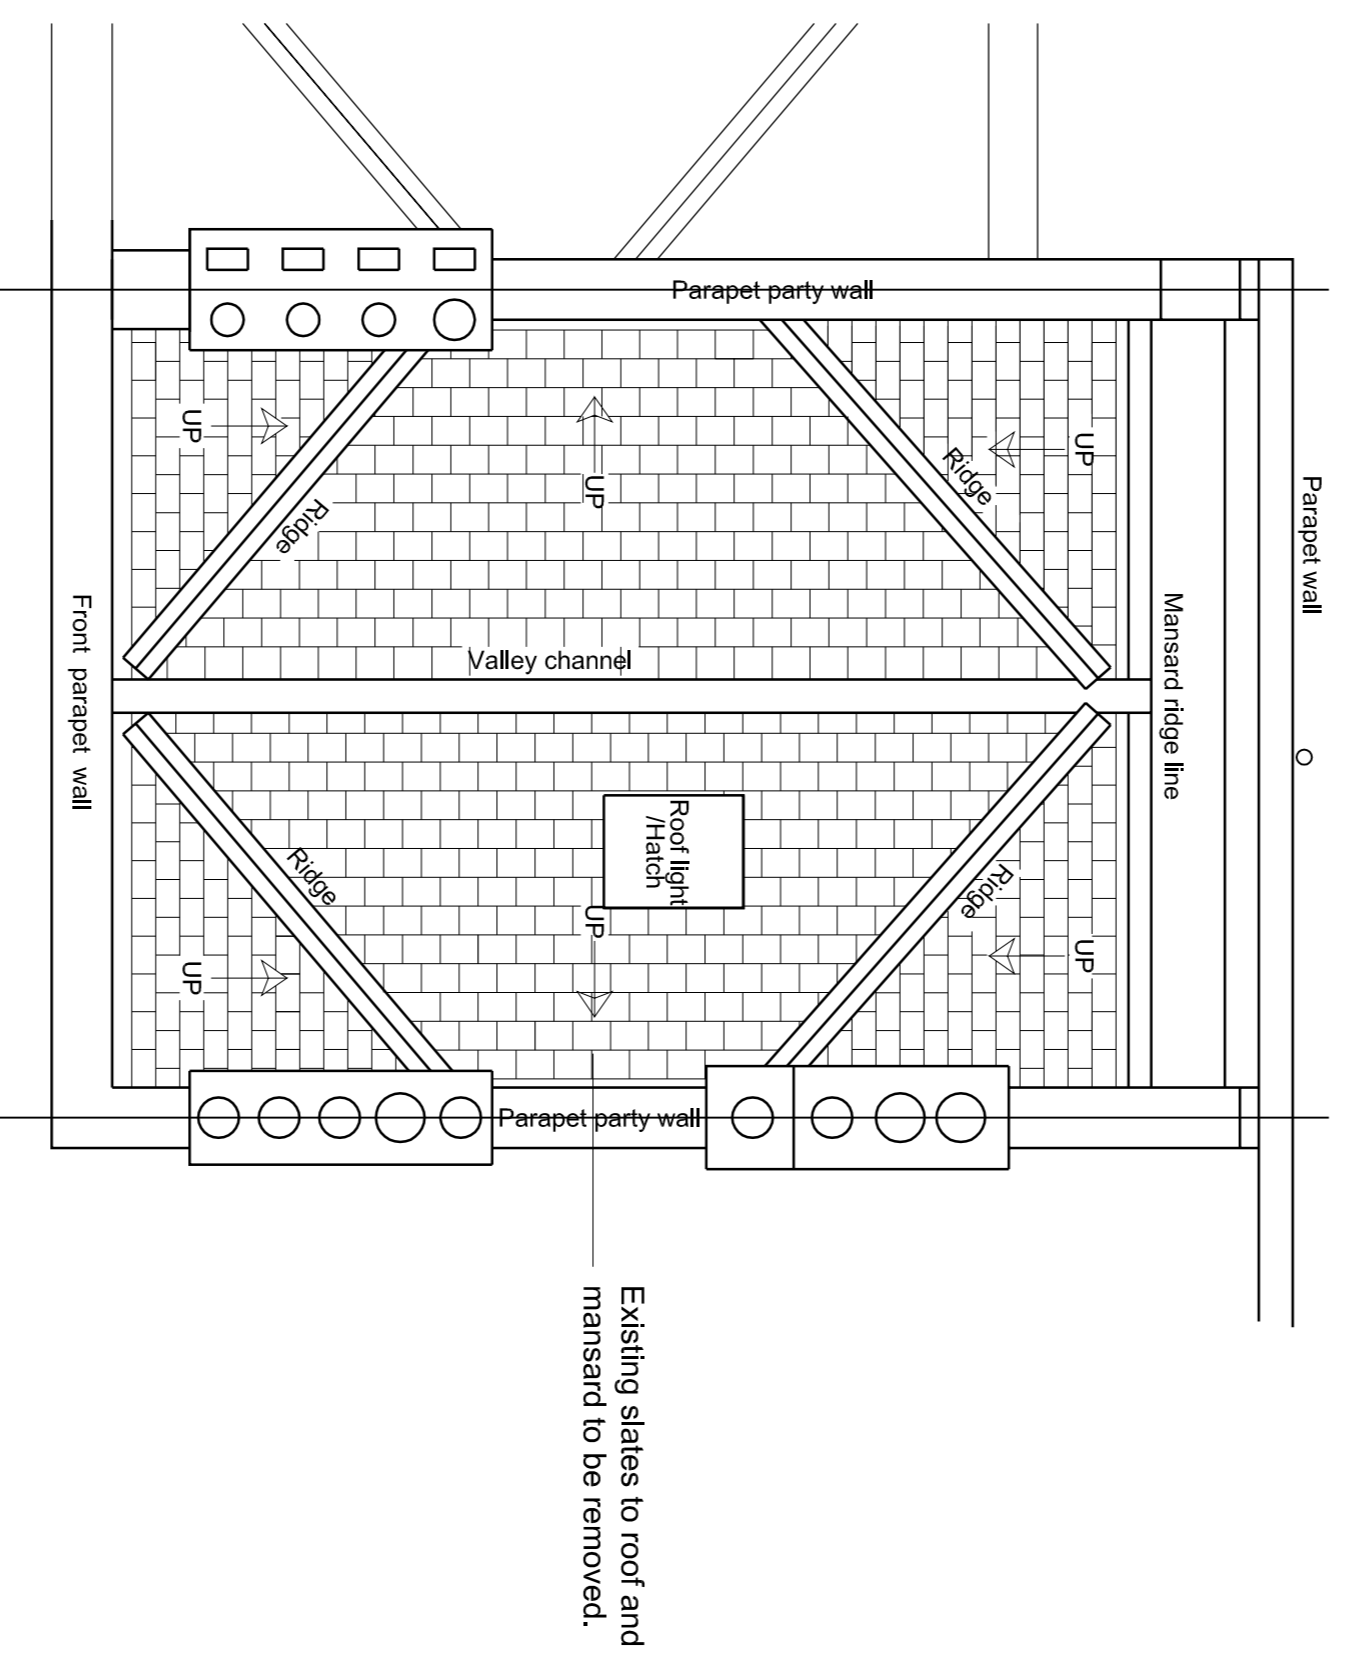 Parapet party wall
UP
UP
UP
Ridge
Ridge
Parapet wall
Valley channel
Front parapet wall
Mansard ridge line
Roof light
/Hatch
Ridge
Ridge
UP
UP
UP
Parapet party wall
Existing slates to roof and
mansard to be removed.